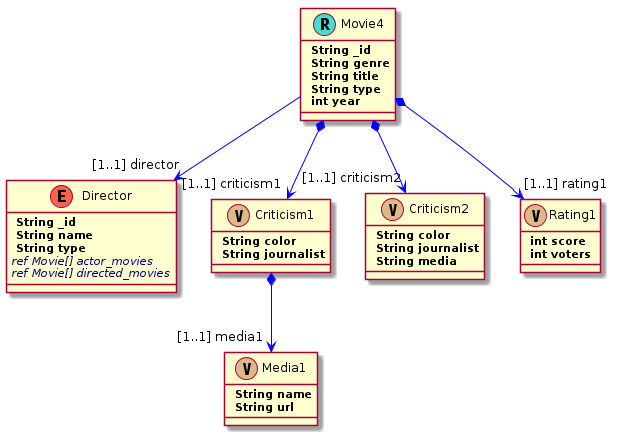 R Movie4
String _id
String genre
String title
String type
int year
[1..1] director
[1..1] criticism1
[1..1] criticism2
[1..1] rating1
E Director
String _id
String name
String type
ref Movie[] actor_movies
ref Movie[] directed_movies
V Criticism1
String color
String journalist
V Criticism2
String color
String journalist
String media
V Rating1
int score
int voters
[1..1] media1
V Media1
String name
String url